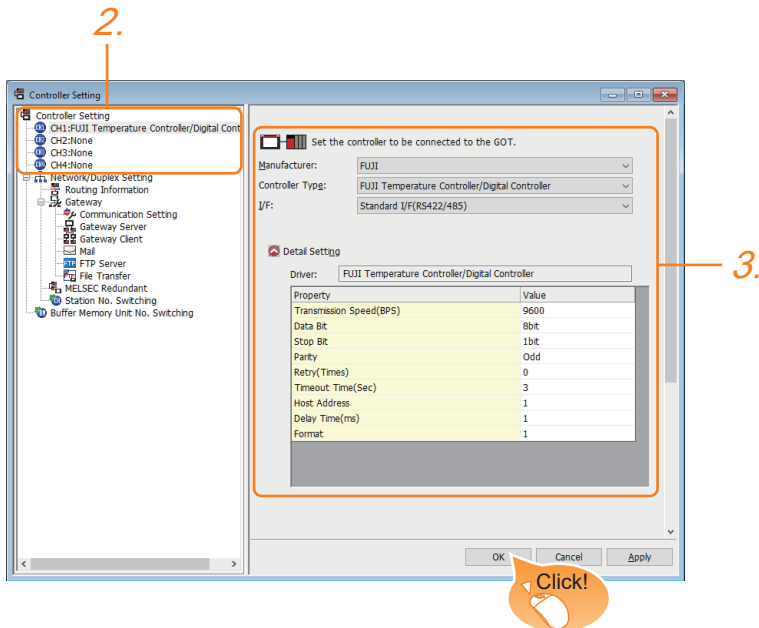 2.
Controller Setting
Controller Setting
CH1:FUJI Temperature Controller/Digital Cont
CH2:None
CH3:None
CH4:None
Network/Duplex Setting
Routing Information
Gateway
Communication Setting
Gateway Server
Gateway Client
Mail
FTP FTP Server
File Transfer
MELSEC Redundant
Station No. Switching
Buffer Memory Unit No. Switching
Set the controller to be connected to the GOT.
Manufacturer: FUJI
Controller Type: FUJI Temperature Controller/Digital Controller
I/F: Standard I/F(RS422/485)
Detail Setting
3.
Driver: FUJI Temperature Controller/Digital Controller
Property Value
Transmission Speed(BPS) 9600
Data Bit 8bit
Stop Bit 1bit
Parity Odd
Retry(Times) 0
Timeout Time(Sec) 3
Host Address 1
Delay Time(ms) 1
Format 1
OK Cancel Apply
Click!